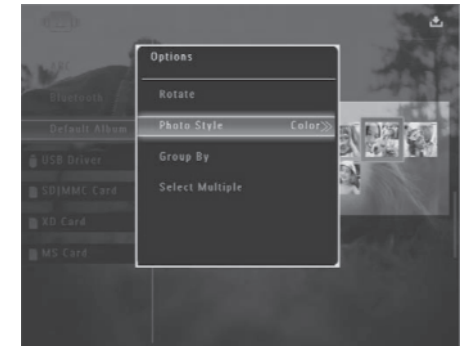 Options
Rotate
Photo Style Color
Group By
Select Multiple
Bluetooth
Default Album
USB Driver
SD|MMC Card
XD Card
MS Card